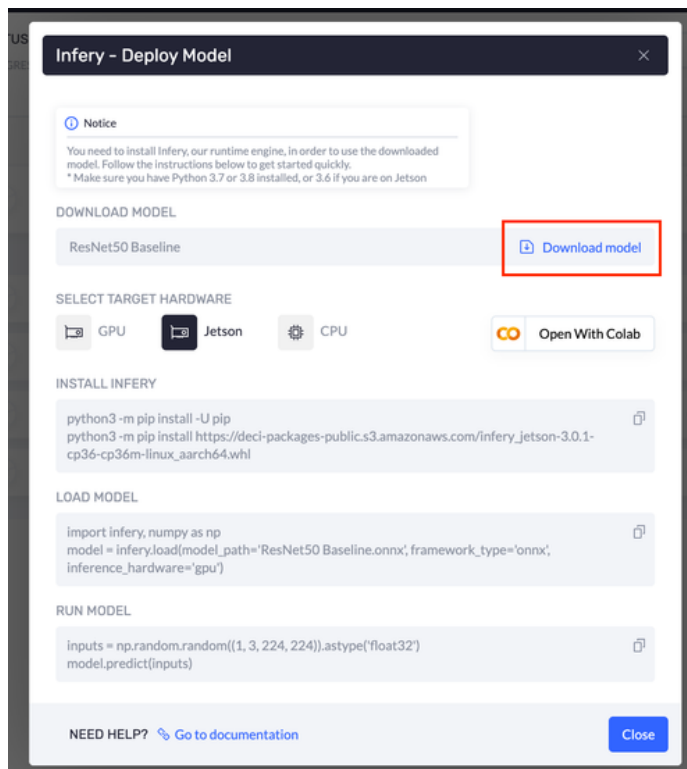 Infery - Deploy Model
Notice
You need to install Infery, our runtime engine, in order to use the downloaded
model. Follow the instructions below to get started quickly.
* Make sure you have Python 3.7 or 3.8 installed, or 3.6 if you are on Jetson
DOWNLOAD MODEL
ResNet50 Baseline
Download model
SELECT TARGET HARDWARE
GPU
Jetson
CPU
Open With Colab
INSTALL INFERY
python3 -m pip install -U pip
python3 -m pip install https://deci-packages-public.s3.amazonaws.com/infery_jetson-3.0.1-
cp36-cp36m-linux_aarch64.whl
LOAD MODEL
import infery, numpy as np
model = infery.load(model_path='ResNet50 Baseline.onnx', framework_type='onnx',
inference_hardware='gpu')
RUN MODEL
inputs = np.random.random((1, 3, 224, 224)).astype('float32')
model.predict(inputs)
NEED HELP? Go to documentation
Close